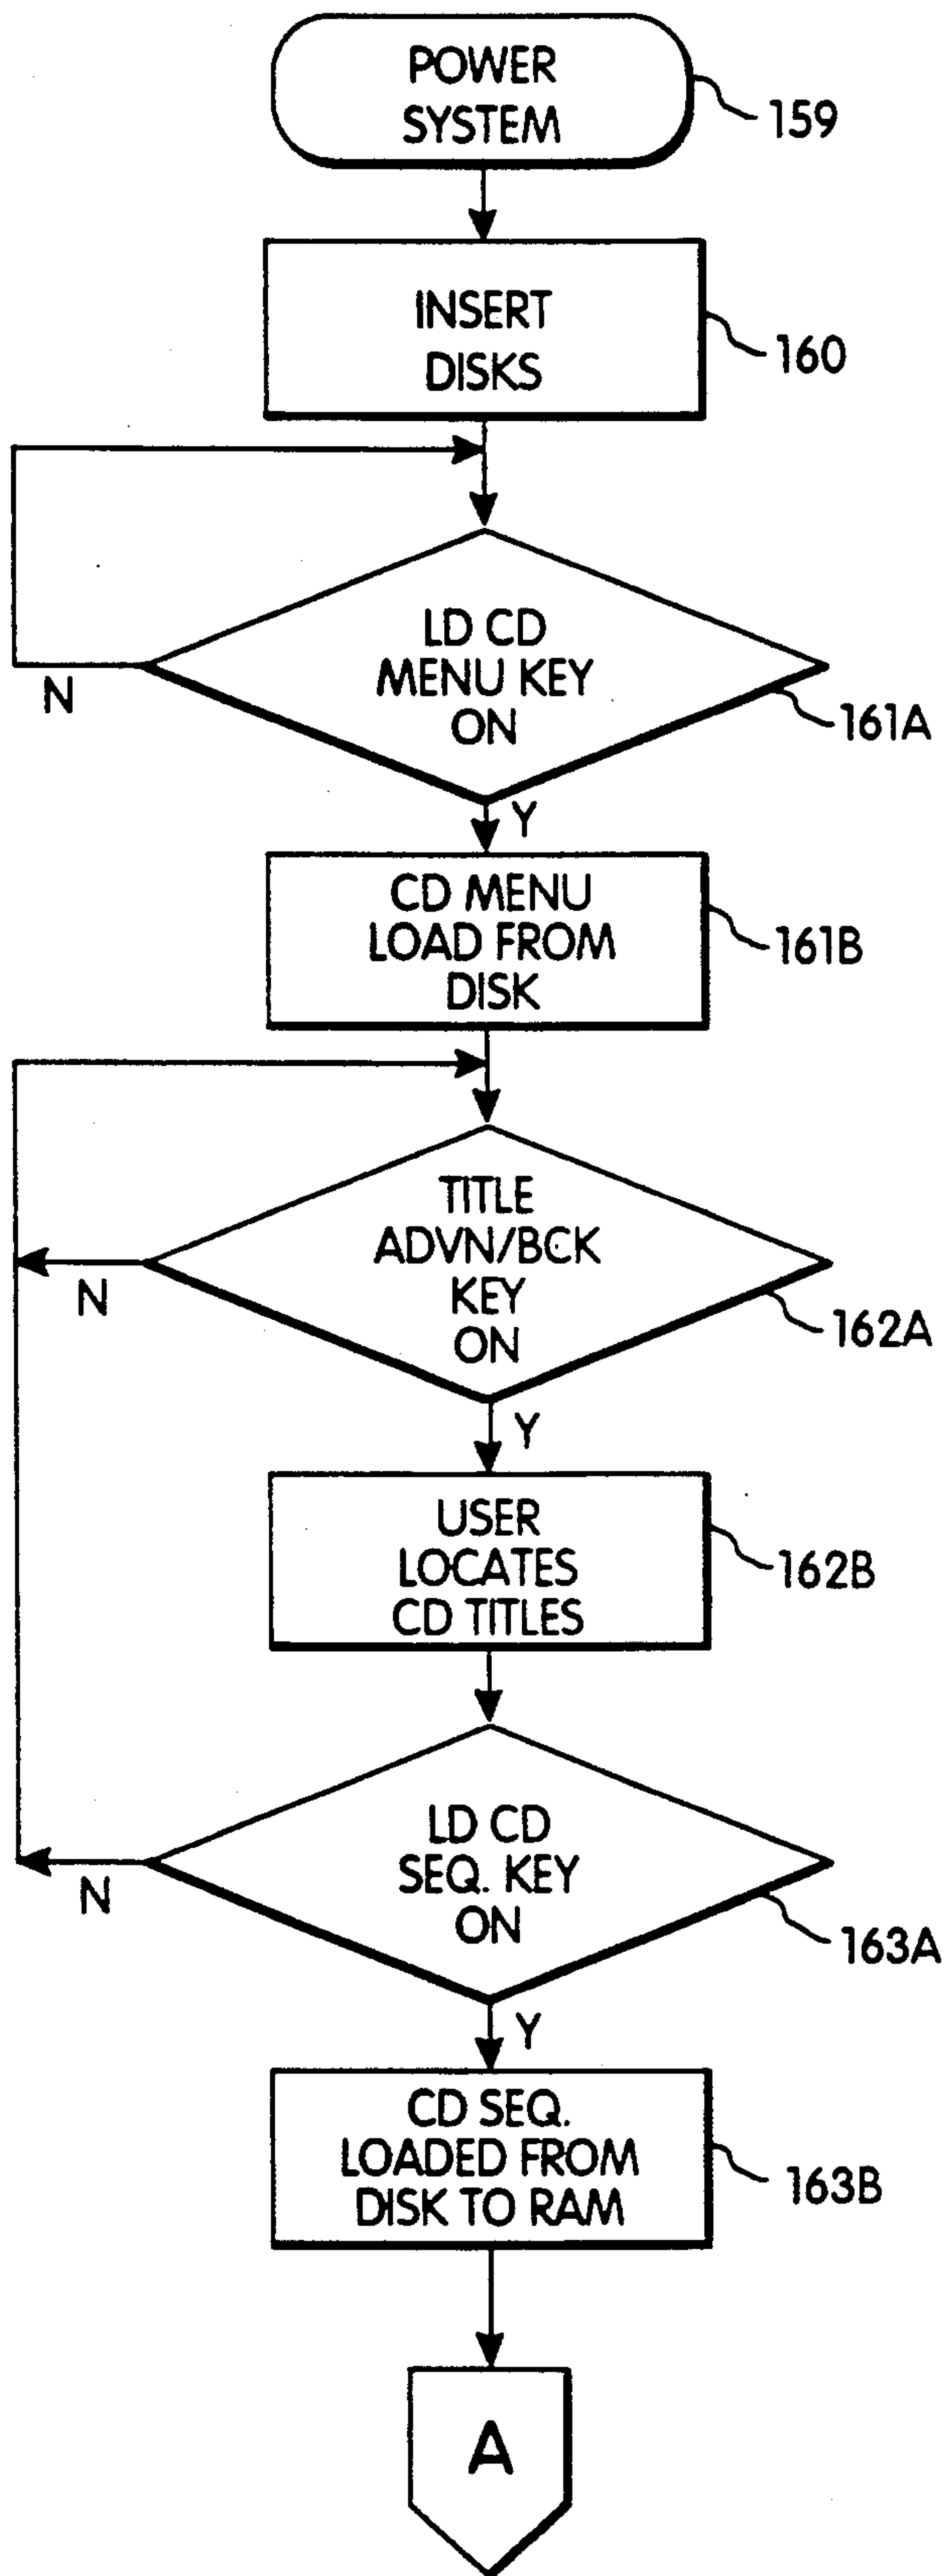 POWER
SYSTEM
159
INSERT
DISKS
160
LD CD
MENU KEY
ON
161A
N
Y
CD MENU
LOAD FROM
DISK
161B
TITLE
ADVN/BCK
KEY
ON
162A
N
Y
USER
LOCATES
CD TITLES
162B
LD CD
SEQ. KEY
ON
163A
N
Y
CD SEQ.
LOADED FROM
DISK TO RAM
163B
A